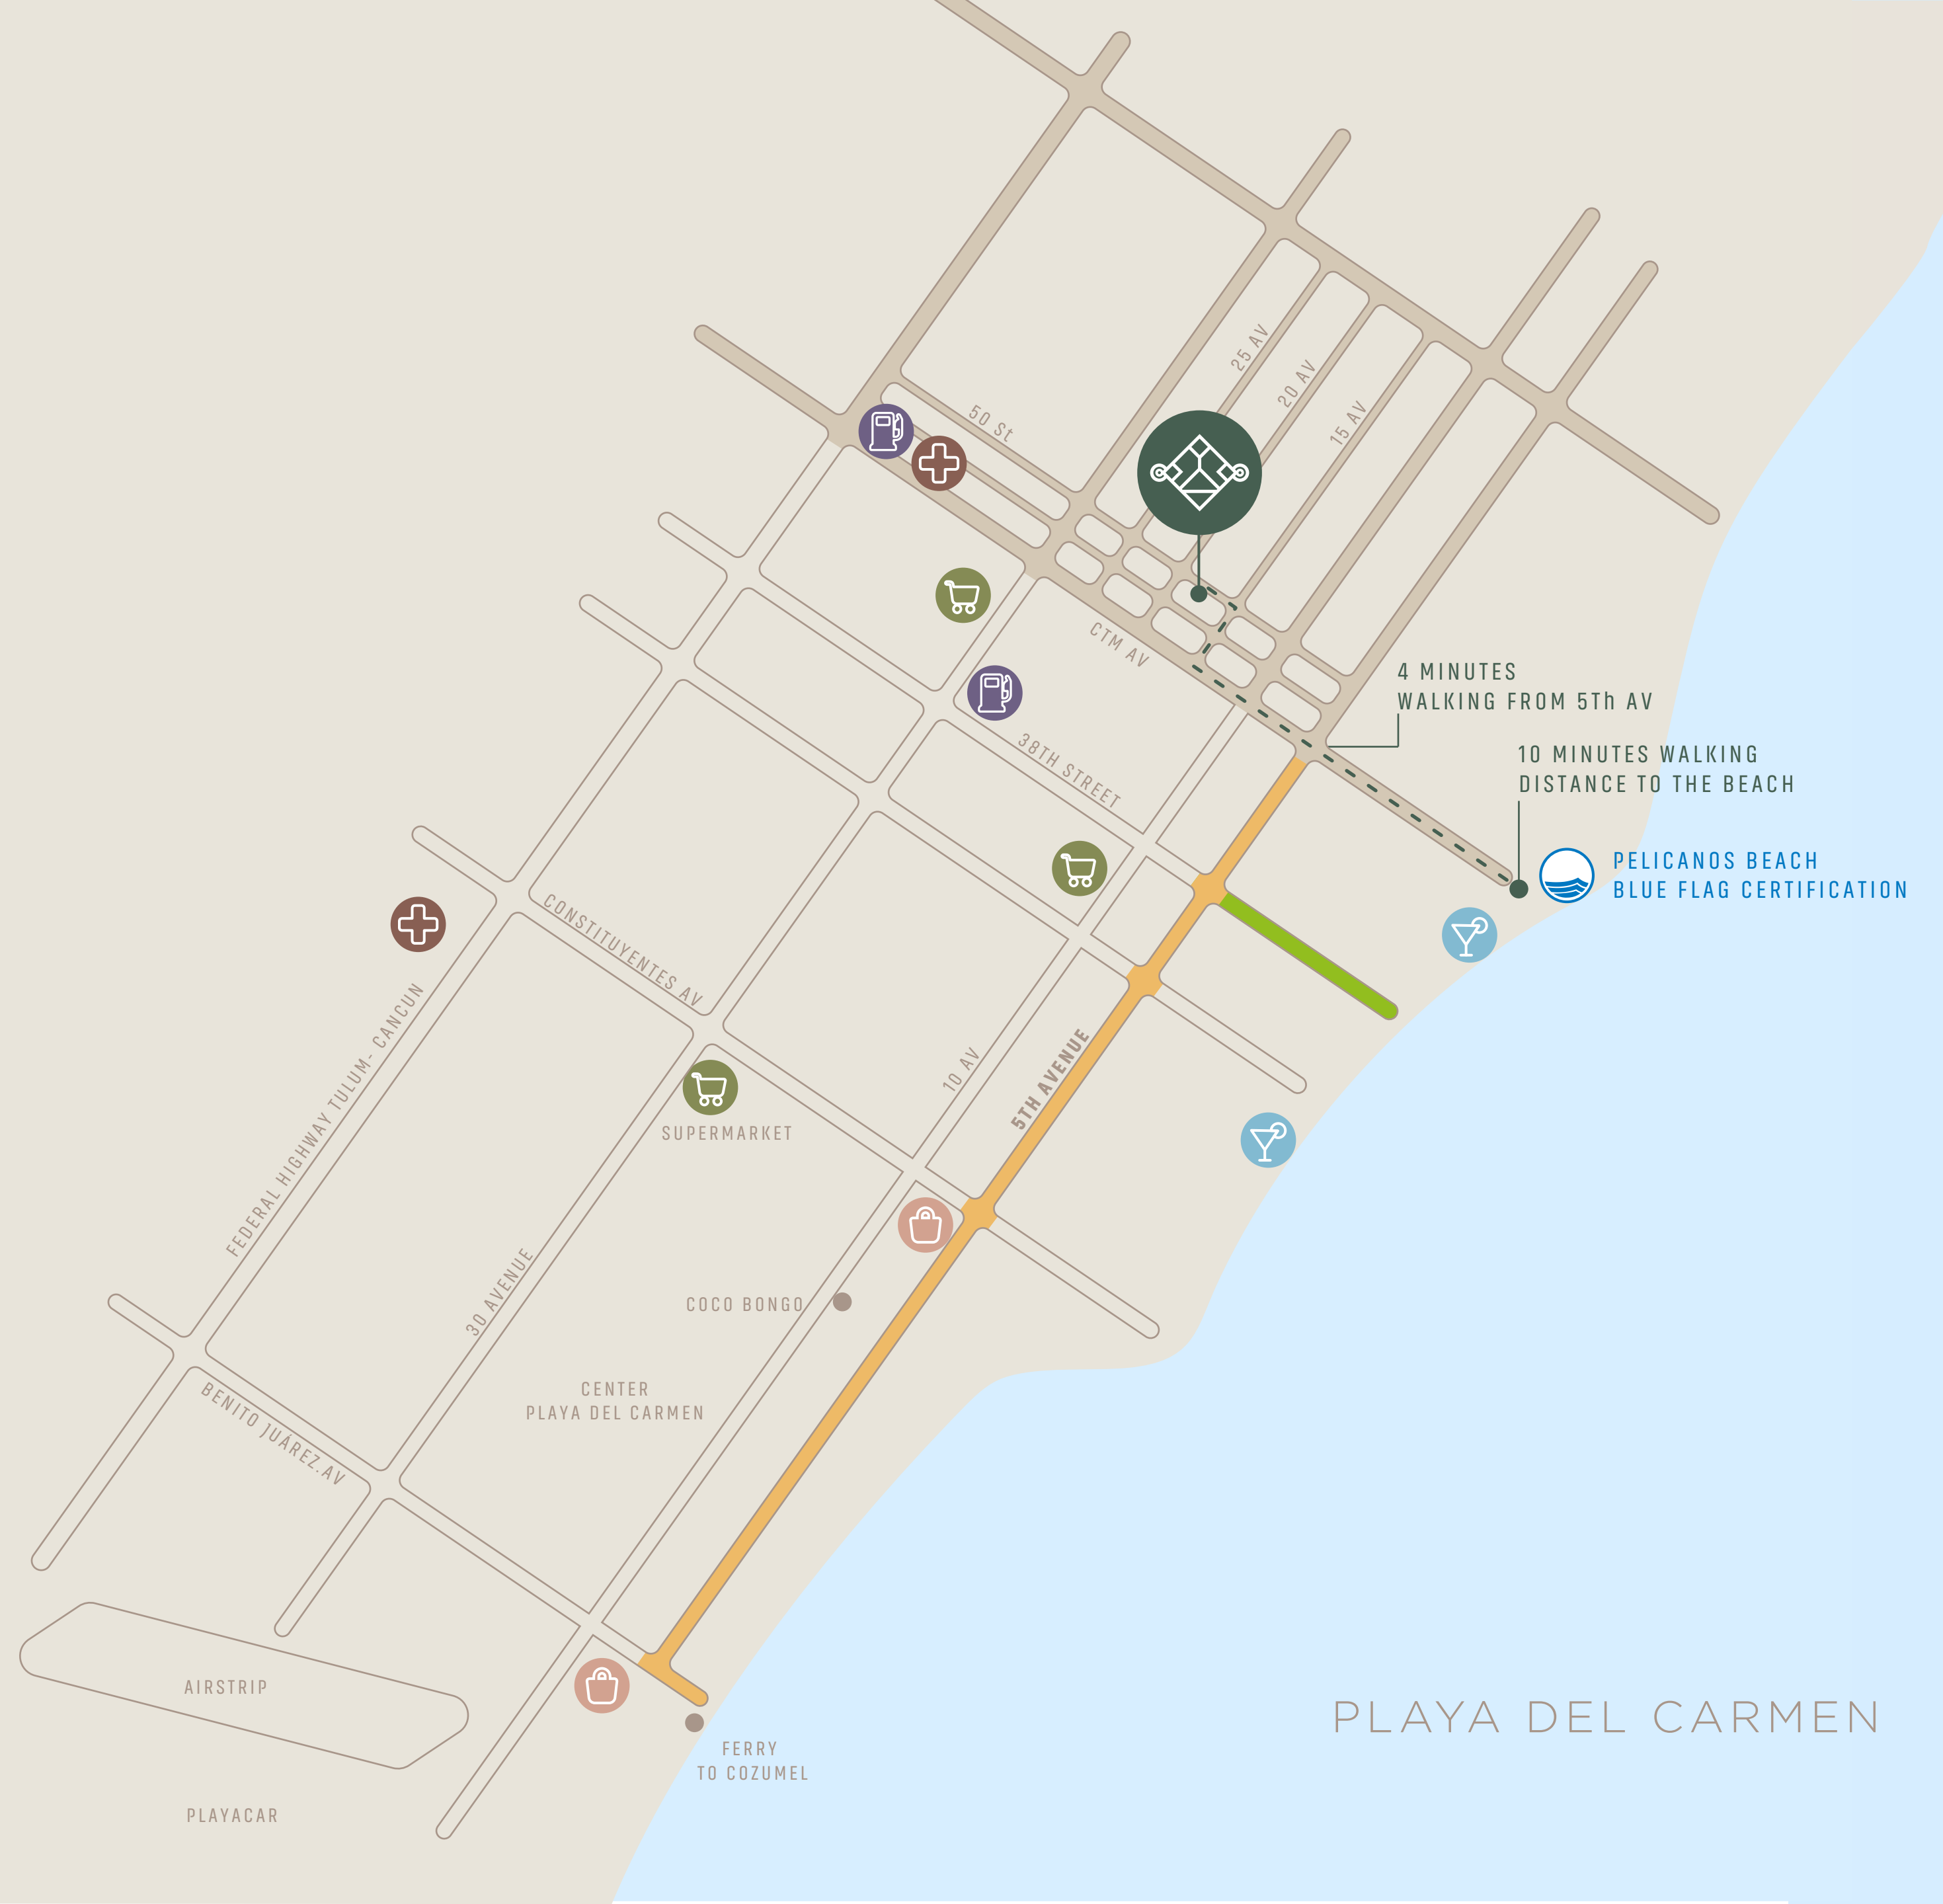 25 AV
20 AV
15 AV
50 St
CTM AV
4 MINUTES
WALKING FROM 5Th AV
10 MINUTES WALKING
DISTANCE TO THE BEACH
38TH STREET
PELICANOS BEACH
BLUE FLAG CERTIFICATION
CONSTITUYENTES AV
FEDERAL HIGHWAY TULUM- CANCUN
10 AV
5TH AVENUE
SUPERMARKET
30 AVENUE
COCO BONGO
CENTER
PLAYA DEL CARMEN
BENITO JUÁREZ.AV
AIRSTRIP
PLAYA DEL CARMEN
FERRY
TO COZUMEL
PLAYACAR